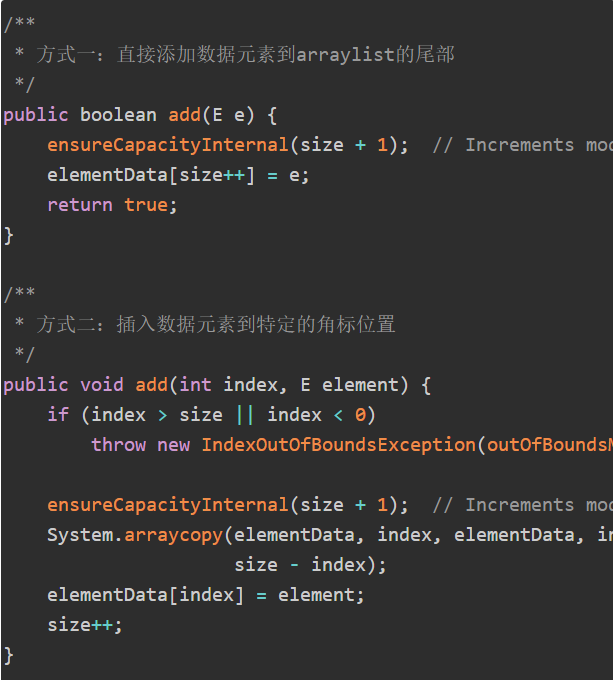 /**
 * 方式一：直接添加数据元素到arraylist的尾部
 */
public boolean add(E e) {
    ensureCapacityInternal(size + 1);  // Increments
    elementData[size++] = e;
    return true;
}
/**
 * 方式二：插入数据元素到特定的角标位置
 */
public void add(int index, E element) {
    if (index > size || index < 0)
        throw new IndexOutOfBoundsException(
    ensureCapacityInternal(size + 1);  // Increments
    System.arraycopy(elementData, index, elementData,
                     size - index);
    elementData[index] = element;
    size++;
}